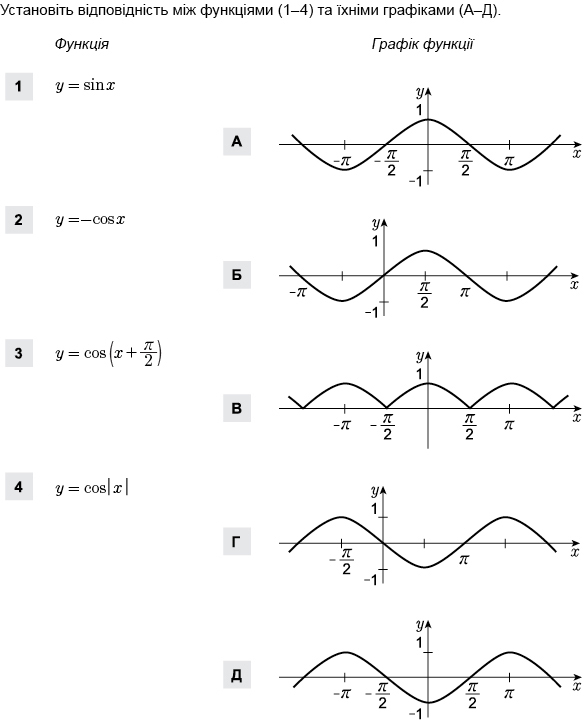 Установіть відповідність між функціями (1–4) та їхніми графіками (А–Д).
Функція
Графік функції
1 y = sin x
А y 1 -π -π/2 π/2 π x -1
2 y = -cos x
Б y 1 -π π/2 π x -1
3 y = cos(x + π/2)
В y 1 -π -π/2 π/2 π x
4 y = cos|x|
Г y 1 -π/2 π x -1
Д y 1 -π -π/2 π/2 π x -1